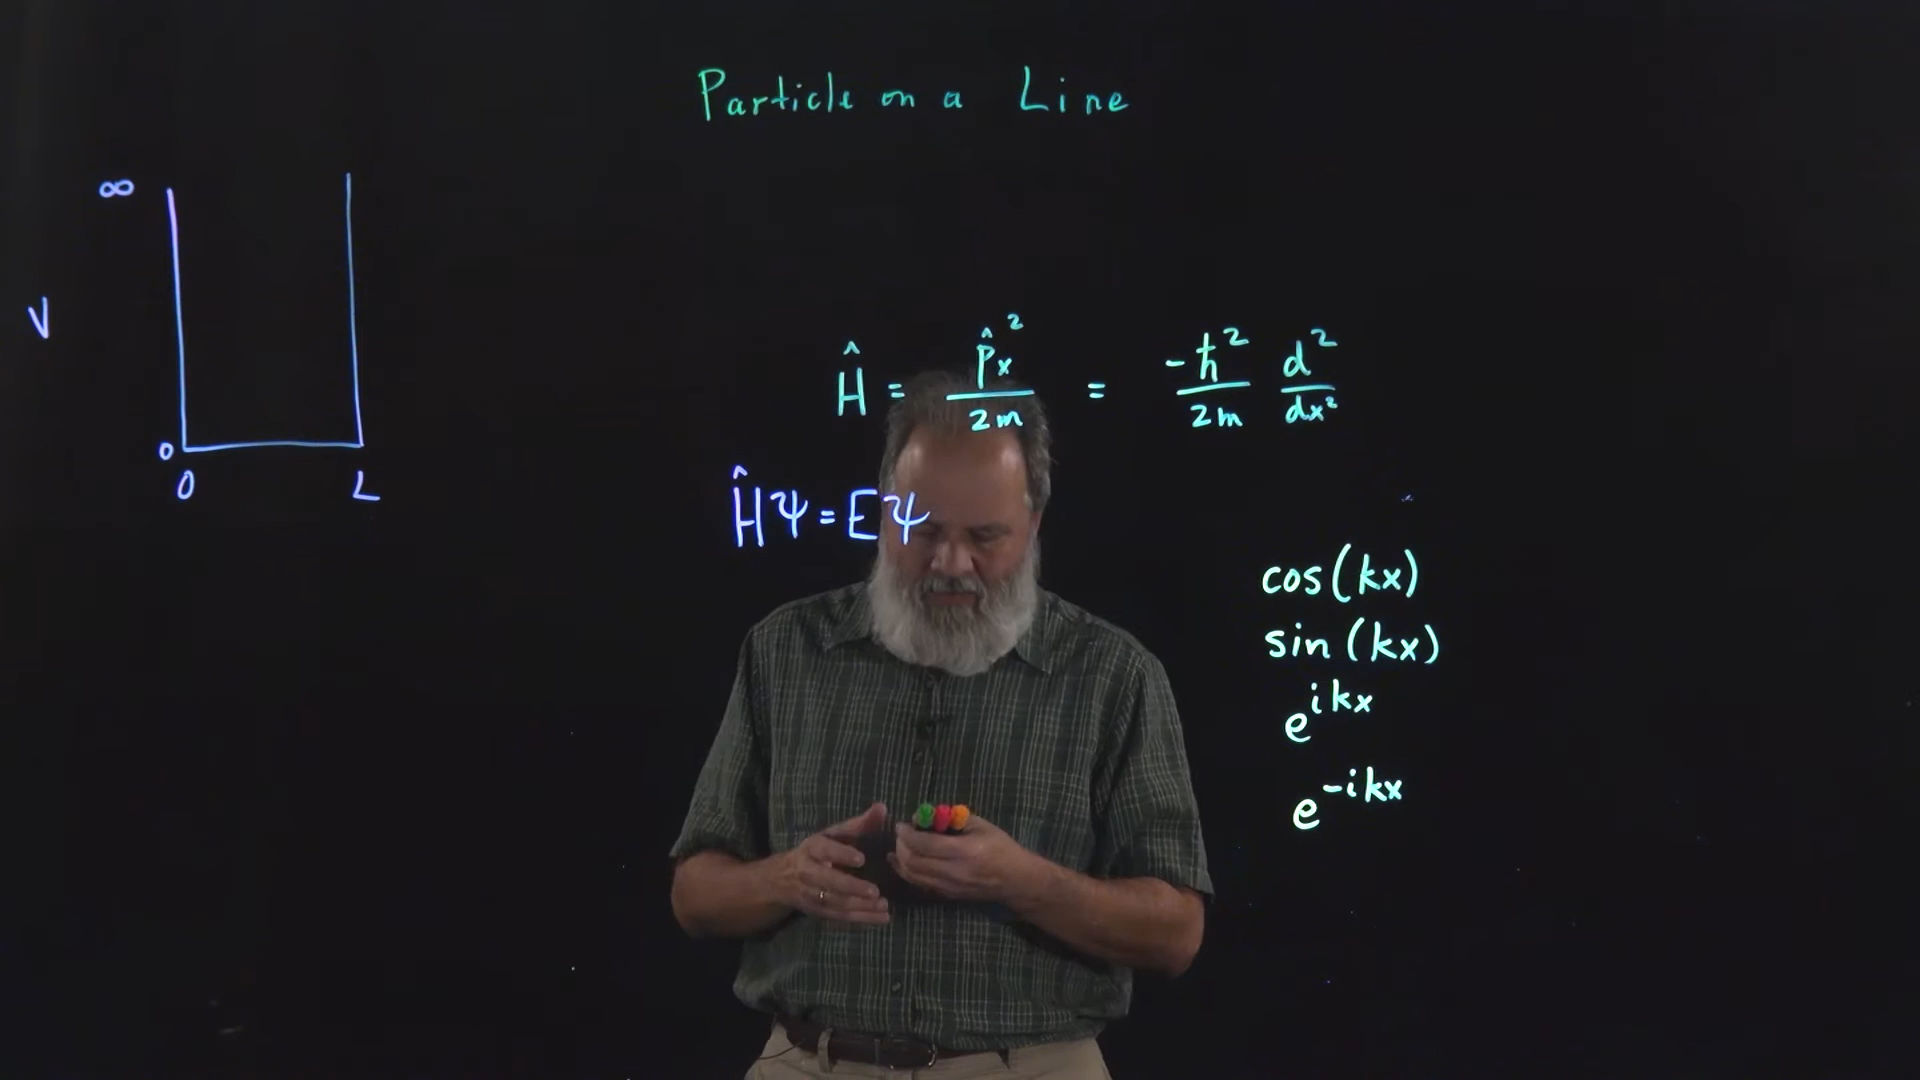 Particle on a Line
∞
V
0
0 L
Ĥ = p̂x² / 2m = -ħ² / 2m d² / dx²
ĤΨ = EΨ
cos(kx)
sin(kx)
e^ikx
e^-ikx